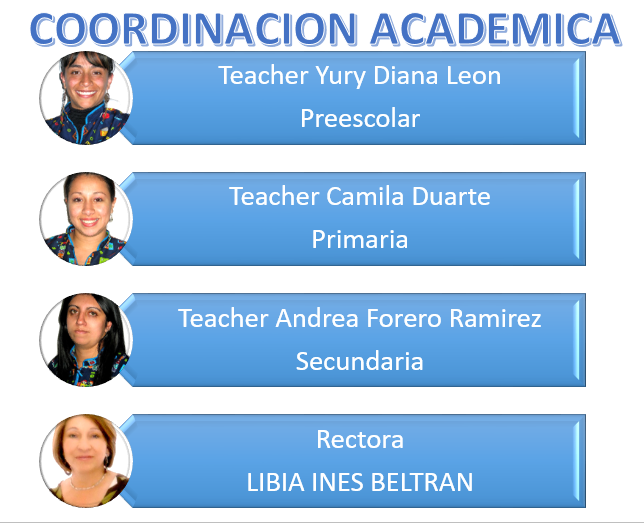 COORDINACION ACADEMICA
Teacher Yury Diana Leon
Preescolar
Teacher Camila Duarte
Primaria
Teacher Andrea Forero Ramirez
Secundaria
Rectora
LIBIA INES BELTRAN